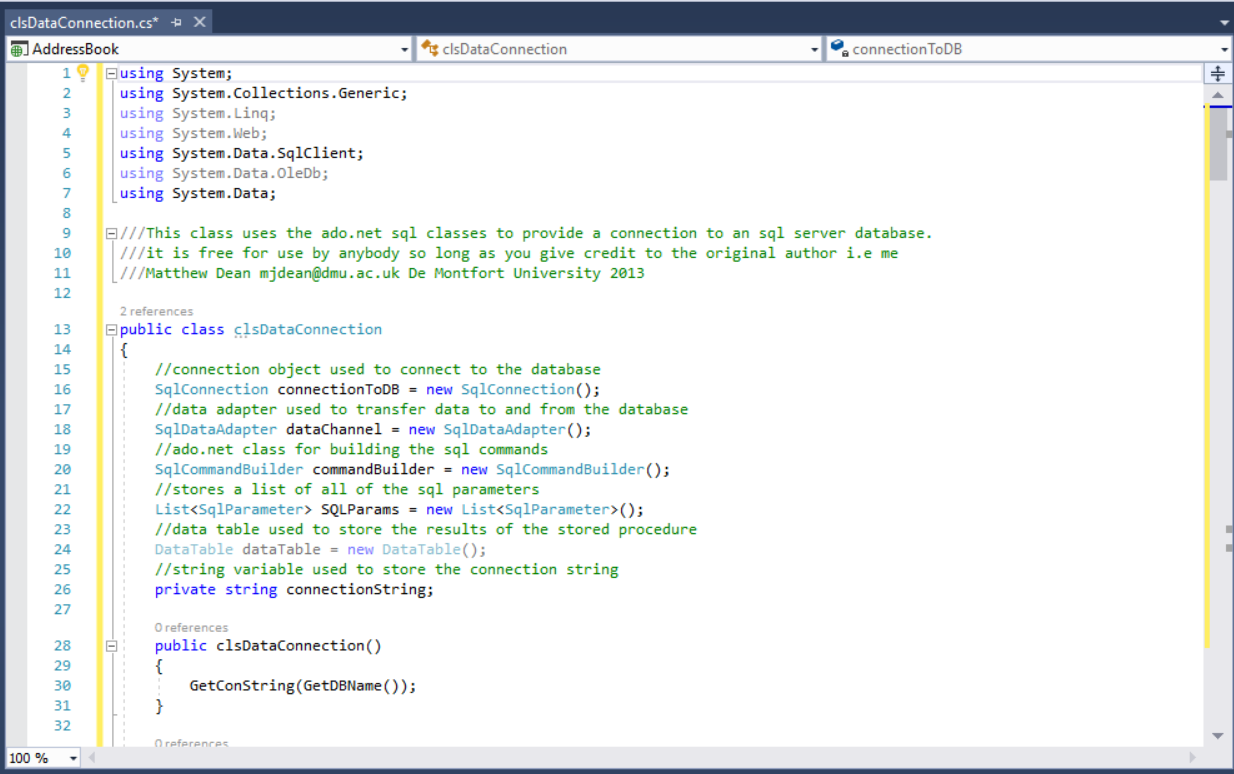 clsDataConnection.cs*
AddressBook clsDataConnection connectionToDB
1 using System;
2 using System.Collections.Generic;
3 using System.Linq;
4 using System.Web;
5 using System.Data.SqlClient;
6 using System.Data.OleDb;
7 using System.Data;
8
9 ///This class uses the ado.net sql classes to provide a connection to an sql server database.
10 ///it is free for use by anybody so long as you give credit to the original author i.e me
11 ///Matthew Dean mjdean@dmu.ac.uk De Montfort University 2013
12
2 references
13 public class clsDataConnection
14 {
15 //connection object used to connect to the database
16 SqlConnection connectionToDB = new SqlConnection();
17 //data adapter used to transfer data to and from the database
18 SqlDataAdapter dataChannel = new SqlDataAdapter();
19 //ado.net class for building the sql commands
20 SqlCommandBuilder commandBuilder = new SqlCommandBuilder();
21 //stores a list of all of the sql parameters
22 List<SqlParameter> SQLParams = new List<SqlParameter>();
23 //data table used to store the results of the stored procedure
24 DataTable dataTable = new DataTable();
25 //string variable used to store the connection string
26 private string connectionString;
27
0 references
28 public clsDataConnection()
29 {
30 GetConString(GetDBName());
31 }
32
0 references
100 %